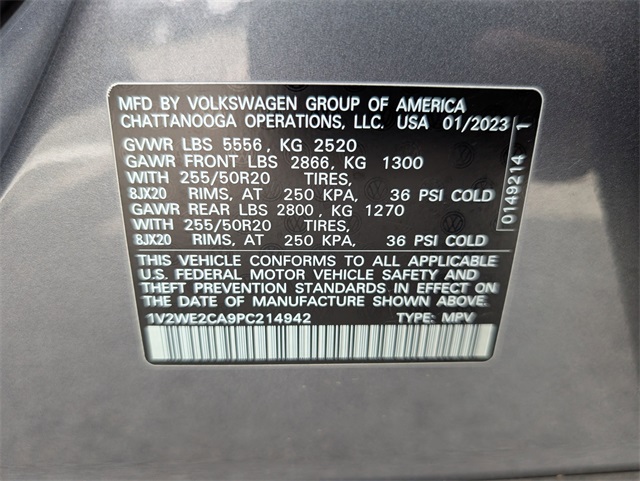 MFD BY VOLKSWAGEN GROUP OF AMERICA
CHATTANOOGA OPERATIONS, LLC. USA 01/2023
GVWR LBS 5556, KG 2520
GAWR FRONT LBS 2866, KG 1300
WITH 255/50R20 TIRES,
8JX20 RIMS, AT 250 KPA, 36 PSI COLD
GAWR REAR LBS 2800, KG 1270
WITH 255/50R20 TIRES,
8JX20 RIMS, AT 250 KPA, 36 PSI COLD
THIS VEHICLE CONFORMS TO ALL APPLICABLE
U.S. FEDERAL MOTOR VEHICLE SAFETY AND
THEFT PREVENTION STANDARDS IN EFFECT ON
THE DATE OF MANUFACTURE SHOWN ABOVE.
1V2WE2CA9PC214942 TYPE: MPV
0149214 1